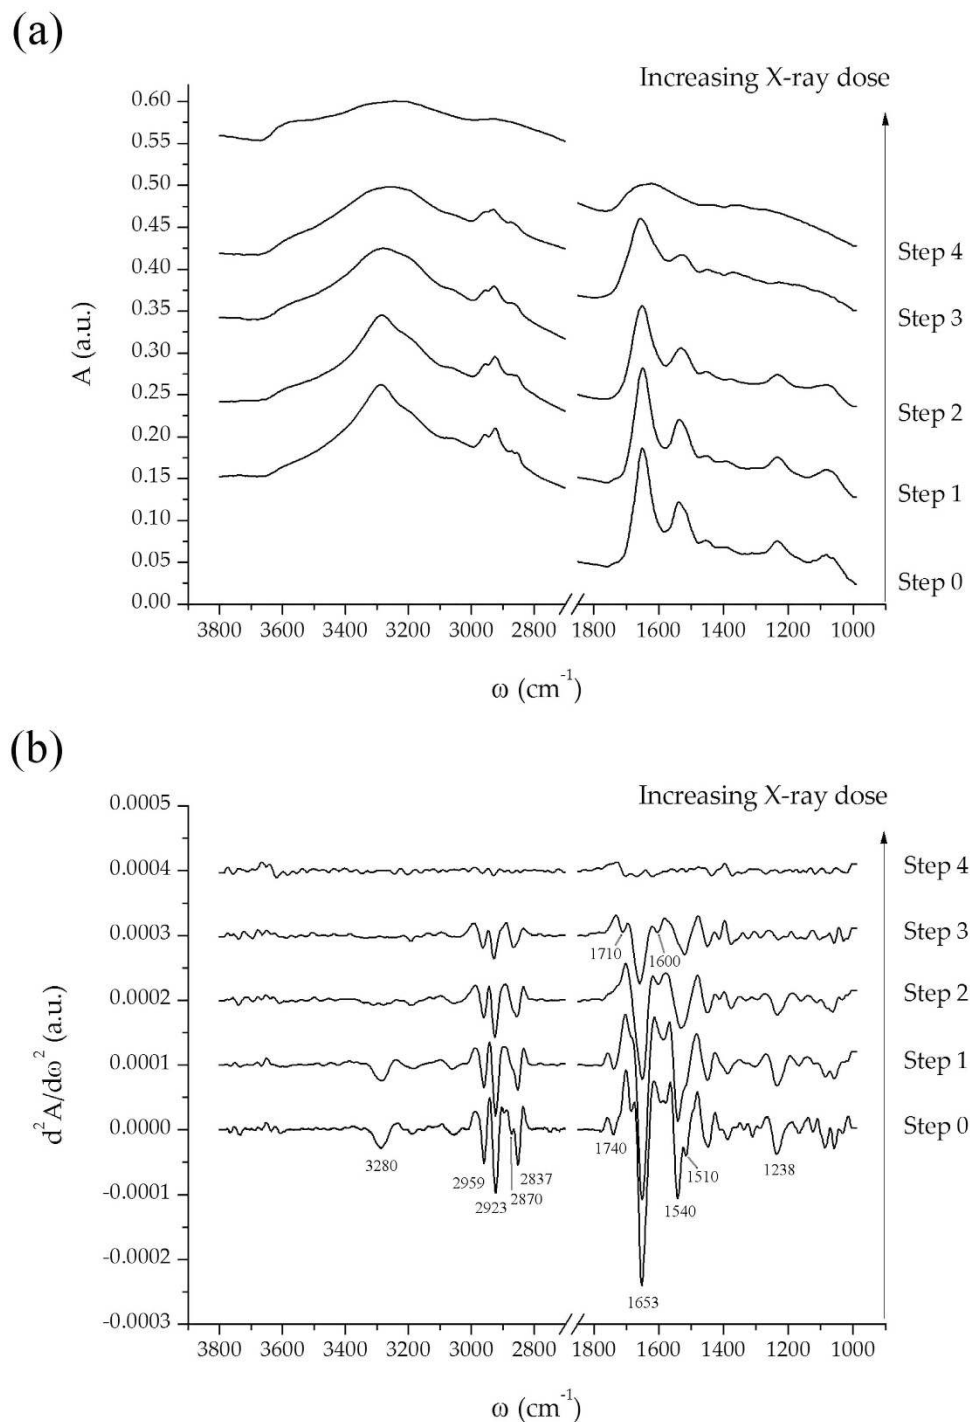 (a)
Increasing X-ray dose
0.60
0.55
0.50
0.45
0.40
0.35
0.30
0.25
0.20
0.15
0.10
0.05
0.00
A (a.u.)
Step 4
Step 3
Step 2
Step 1
Step 0
3800 3600 3400 3200 3000 2800 1800 1600 1400 1200 1000
ω (cm⁻¹)
(b)
Increasing X-ray dose
0.0005
0.0004
0.0003
0.0002
0.0001
0.0000
-0.0001
-0.0002
-0.0003
d²A/dω² (a.u.)
Step 4
Step 3
Step 2
Step 1
Step 0
1710 1600
3280 2959 2923 2870 2837 1740 1653 1540 1510 1238
3800 3600 3400 3200 3000 2800 1800 1600 1400 1200 1000
ω (cm⁻¹)